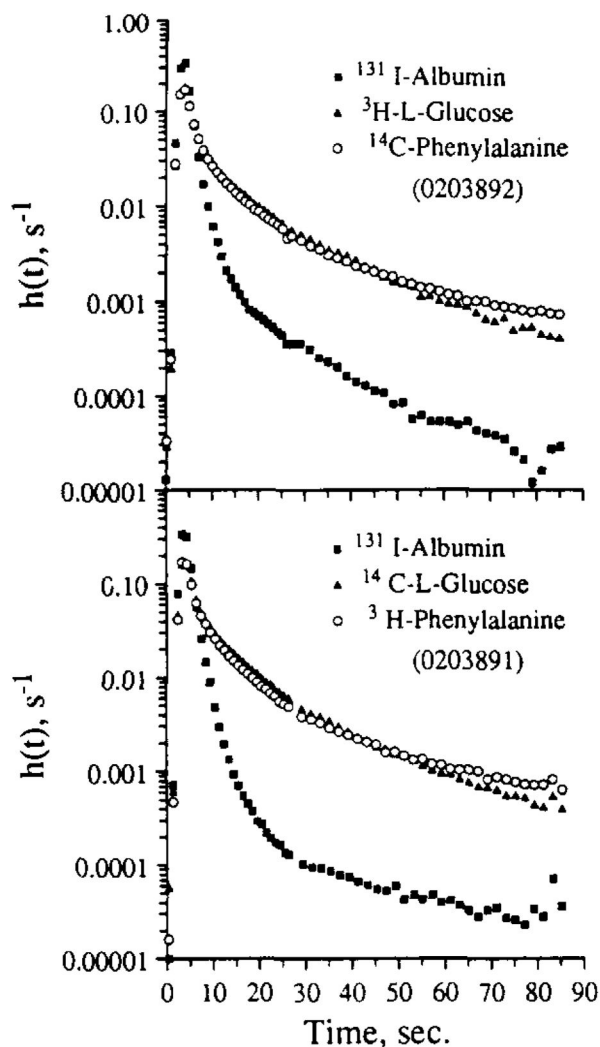 1.00
0.10
0.01
0.001
0.0001
0.00001
h(t), s⁻¹
¹³¹ I-Albumin
³H-L-Glucose
¹⁴C-Phenylalanine
(0203892)
0.10
0.01
0.001
0.0001
0.00001
h(t), s⁻¹
¹³¹ I-Albumin
¹⁴ C-L-Glucose
³ H-Phenylalanine
(0203891)
0 10 20 30 40 50 60 70 80 90
Time, sec.